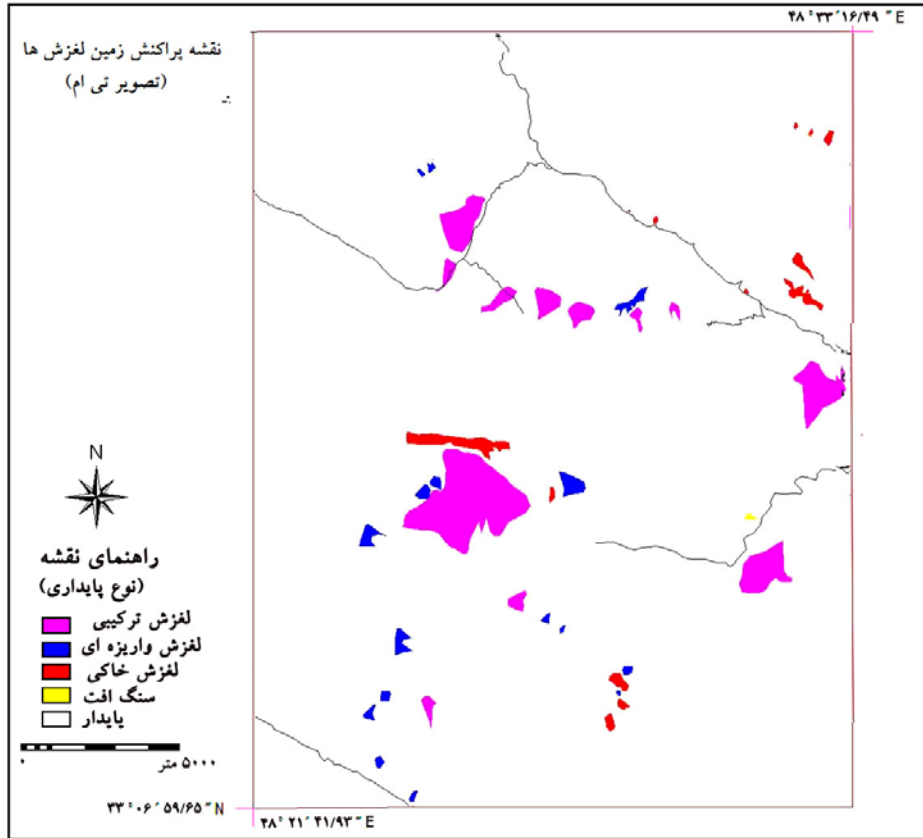 ۴۸ ° ۳۳ ′ ۱۶/۴۹ ″ E
نقشه پراکنش زمین لغزش ها
(تصویر تی ام)
N
راهنمای نقشه
(نوع پایداری)
لغزش ترکیبی
لغزش واریزه ای
لغزش خاکی
سنگ افت
پایدار
۰ ۵۰۰۰ متر
۳۳ ° ۰۶ ′ ۵۹/۶۵ ″ N
۴۸ ° ۲۱ ′ ۴۱/۹۳ ″ E